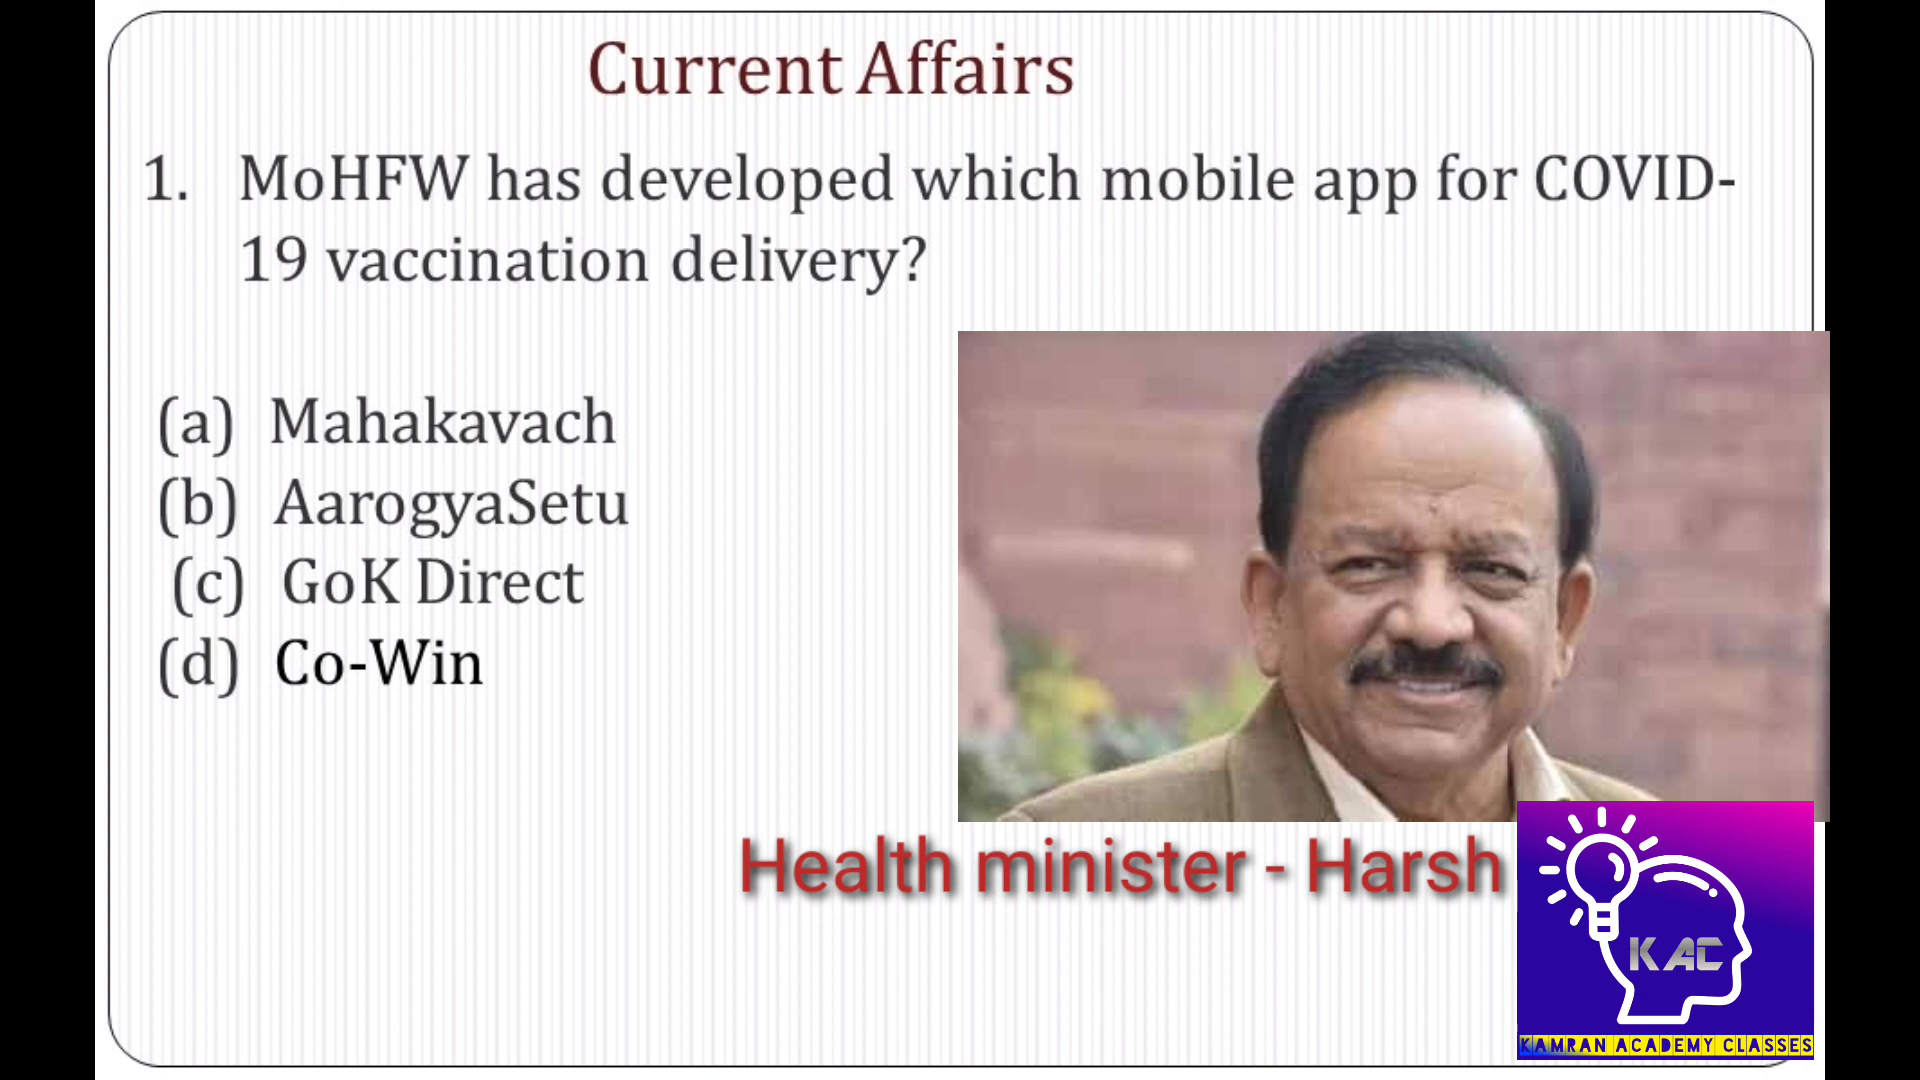 Current Affairs
1. MoHFW has developed which mobile app for COVID-
19 vaccination delivery?
(a) Mahakavach
(b) AarogyaSetu
(c) GoK Direct
(d) Co-Win
Health minister - Harsh
KAC
KAMRAN ACADEMY CLASSES